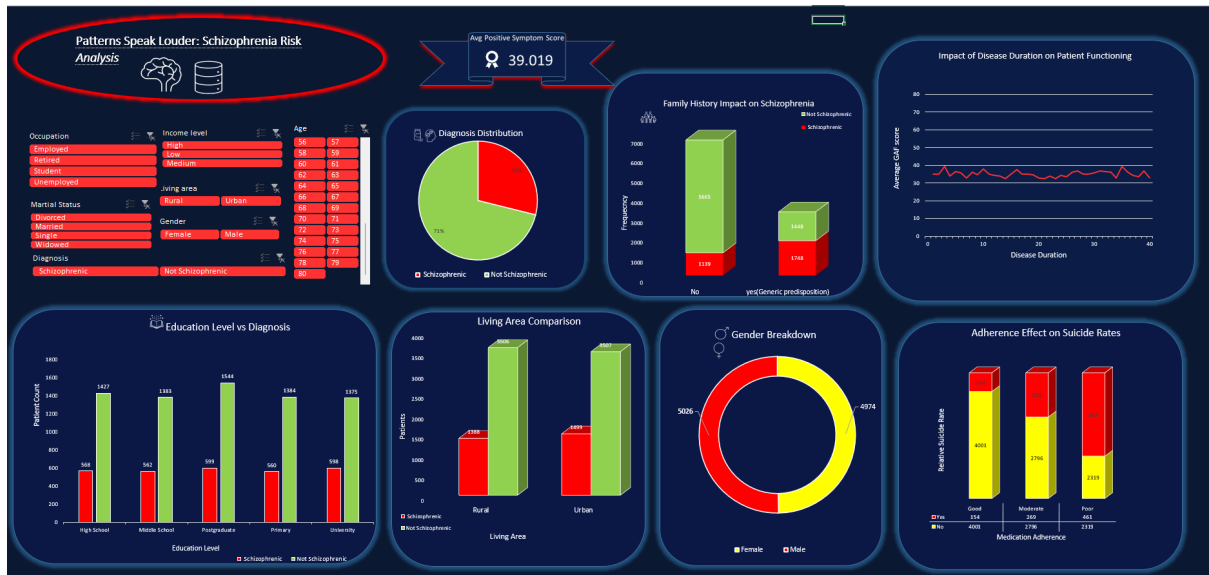 Patterns Speak Louder: Schizophrenia Risk
Analysis
Avg Positive Symptom Score
39.019
Occupation
Employed
Retired
Student
Unemployed
Martial Status
Divorced
Married
Single
Widowed
Income level
High
Low
Medium
Living area
Rural Urban
Gender
Female Male
Diagnosis
Schizophrenic Not Schizophrenic
Age
56 57
58 59
60 61
62 63
64 65
66 67
68 69
70 71
72 73
74 75
76 77
78 79
80
Diagnosis Distribution
71%
Schizophrenic Not Schizophrenic
Family History Impact on Schizophrenia
Not Schizophrenic
Schizophrenic
Frequency
7000
6000
5000
4000
3000
2000
1000
0
1139
1448
1748
No yes(Generic predisposition)
Impact of Disease Duration on Patient Functioning
Average GAF score
80
70
60
50
40
30
20
10
0
0 10 20 30 40
Disease Duration
Education Level vs Diagnosis
Patient Count
1800
1600
1400
1200
1000
800
600
400
200
0
568 1427
562 1383
599 1544
560 1384
598 1375
High School Middle School Postgraduate Primary University
Education Level
Schizophrenic Not Schizophrenic
Living Area Comparison
Patients
4000
3500
3000
2500
2000
1500
1000
500
0
1388 3606
1499 3507
Rural Urban
Schizophrenic
Not Schizophrenic
Living Area
Gender Breakdown
5026
4974
Female Male
Adherence Effect on Suicide Rates
Relative Suicide Rate
4001
2796
2319
Good Moderate Poor
Yes 154 269 461
No 4001 2796 2319
Medication Adherence